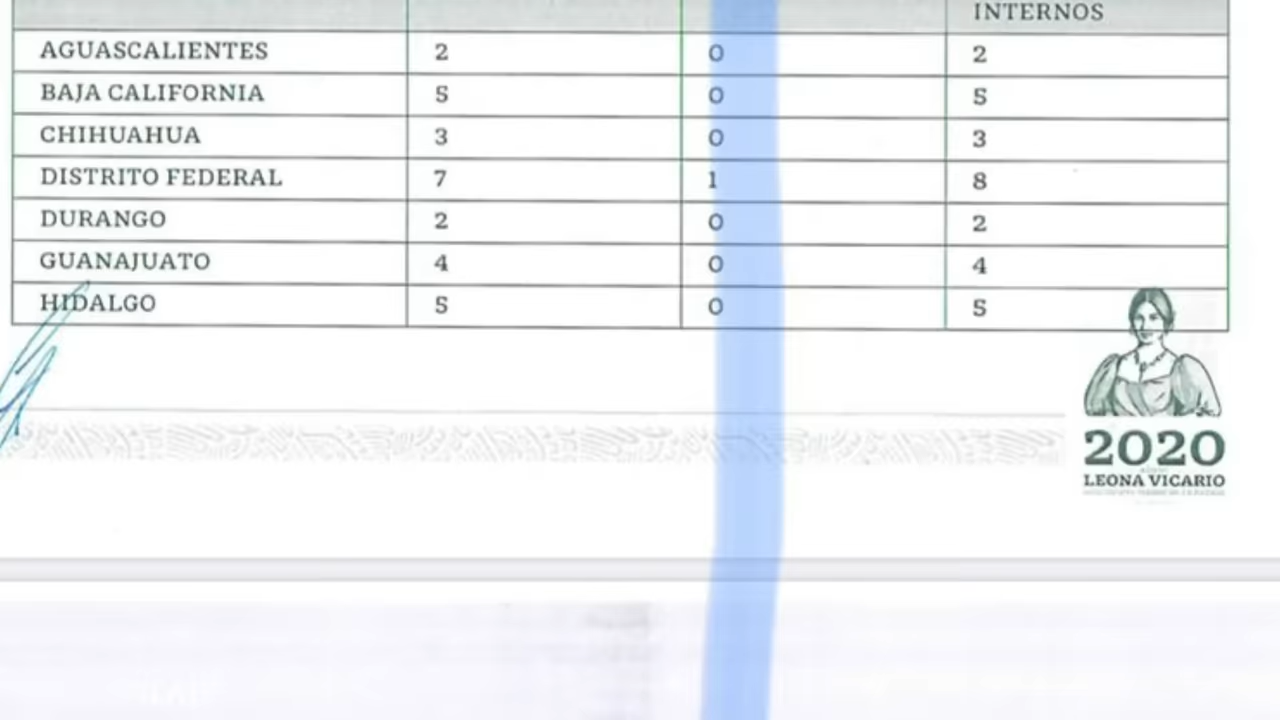 INTERNOS
AGUASCALIENTES 2 0 2
BAJA CALIFORNIA 5 0 5
CHIHUAHUA 3 0 3
DISTRITO FEDERAL 7 1 8
DURANGO 2 0 2
GUANAJUATO 4 0 4
HIDALGO 5 0 5
2020
LEONA VICARIO